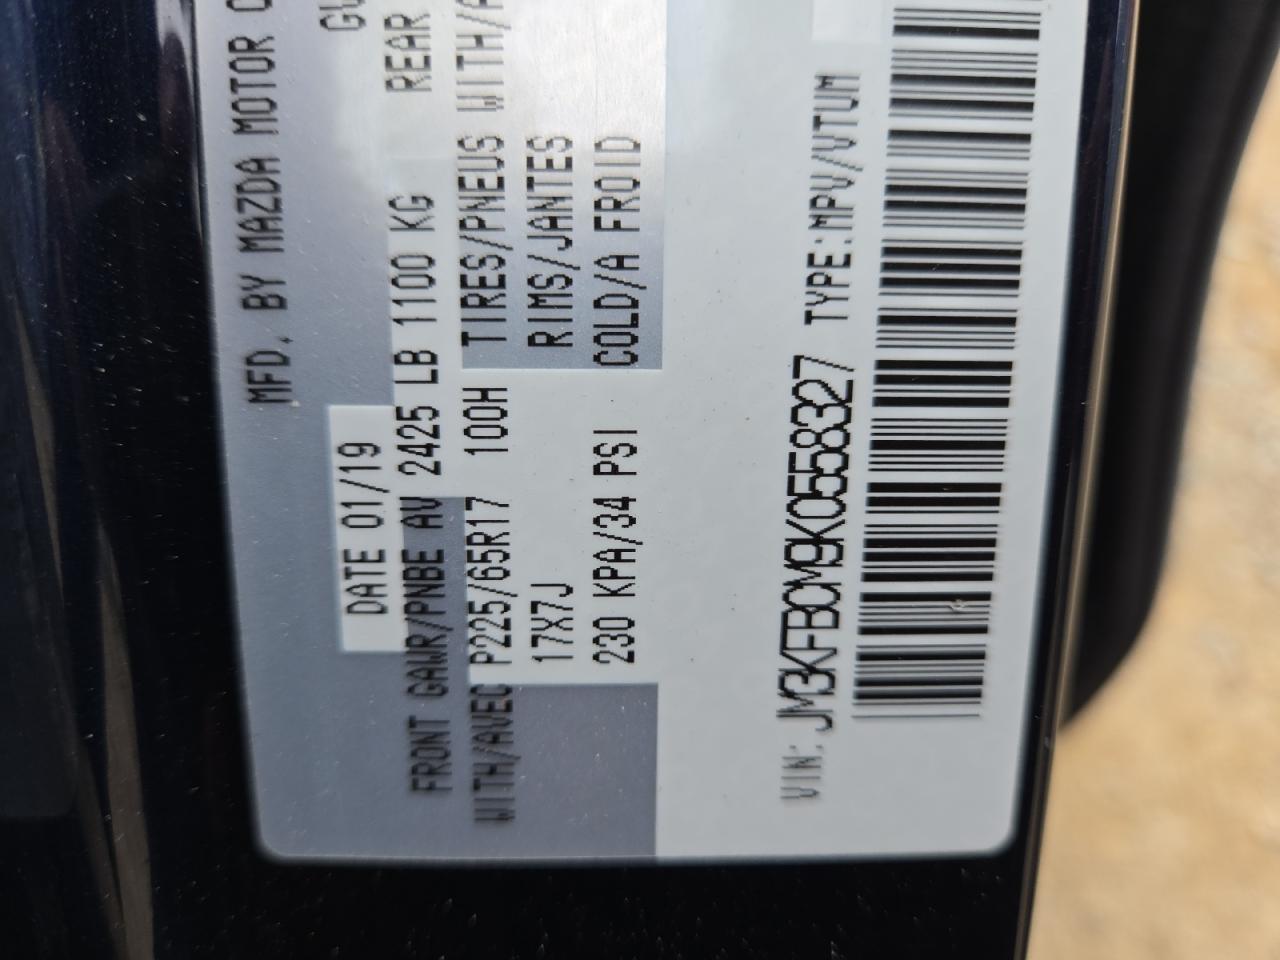 MFD. BY MAZDA MOTOR
DATE 01/19
FRONT GAWR/PNBE AV 2425 LB 1100 KG REAR
WITH/AVEC P225/65R17 100H TIRES/PNEUS WITH/
17X7J RIMS/JANTES
230 KPA/34 PSI COLD/A FROID
VIN: JM3KFBCM9K0558327 TYPE:MPV/VTUM